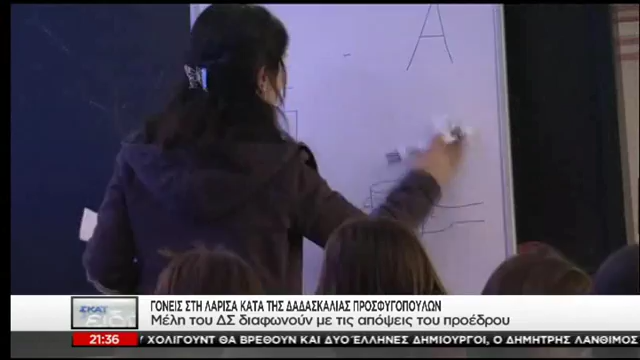 A
ΣΚΑΪ
ΓΟΝΕΙΣ ΣΤΗ ΛΑΡΙΣΑ ΚΑΤΑ ΤΗΣ ΔΑΔΑΣΚΑΛΙΑΣ ΠΡΟΣΦΥΓΟΠΟΥΛΩΝ
Μέλη του ΔΣ διαφωνούν με τις απόψεις του προέδρου
21:36 ΧΟΛΙΓΟΥΝΤ ΘΑ ΒΡΕΘΟΥΝ ΚΑΙ ΔΥΟ ΈΛΛΗΝΕΣ ΔΗΜΙΟΥΡΓΟΙ, Ο ΔΗΜΗΤΡΗΣ ΛΑΝΘΙΜΟΣ